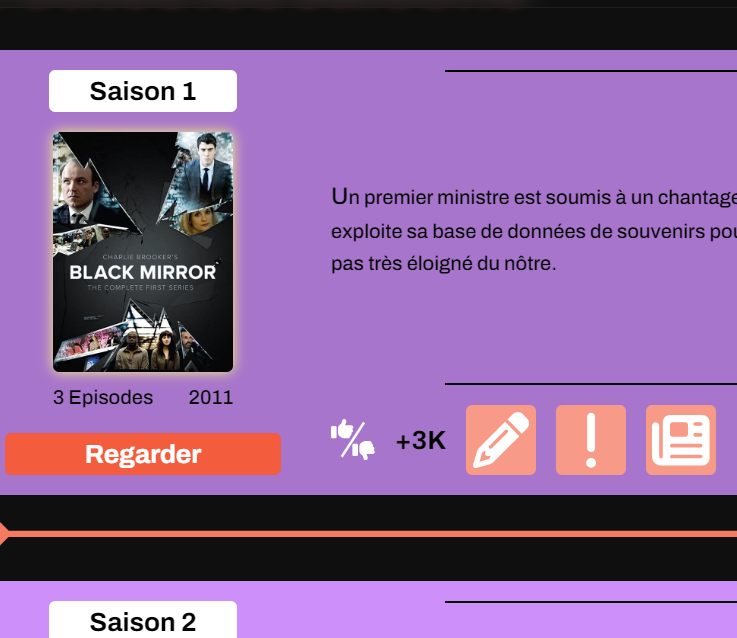 Saison 1
CHARLIE BROOKER'S
BLACK MIRROR
THE COMPLETE FIRST SERIES
3 Episodes 2011
Regarder
Un premier ministre est soumis à un chantage
exploite sa base de données de souvenirs pou
pas très éloigné du nôtre.
+3K
Saison 2